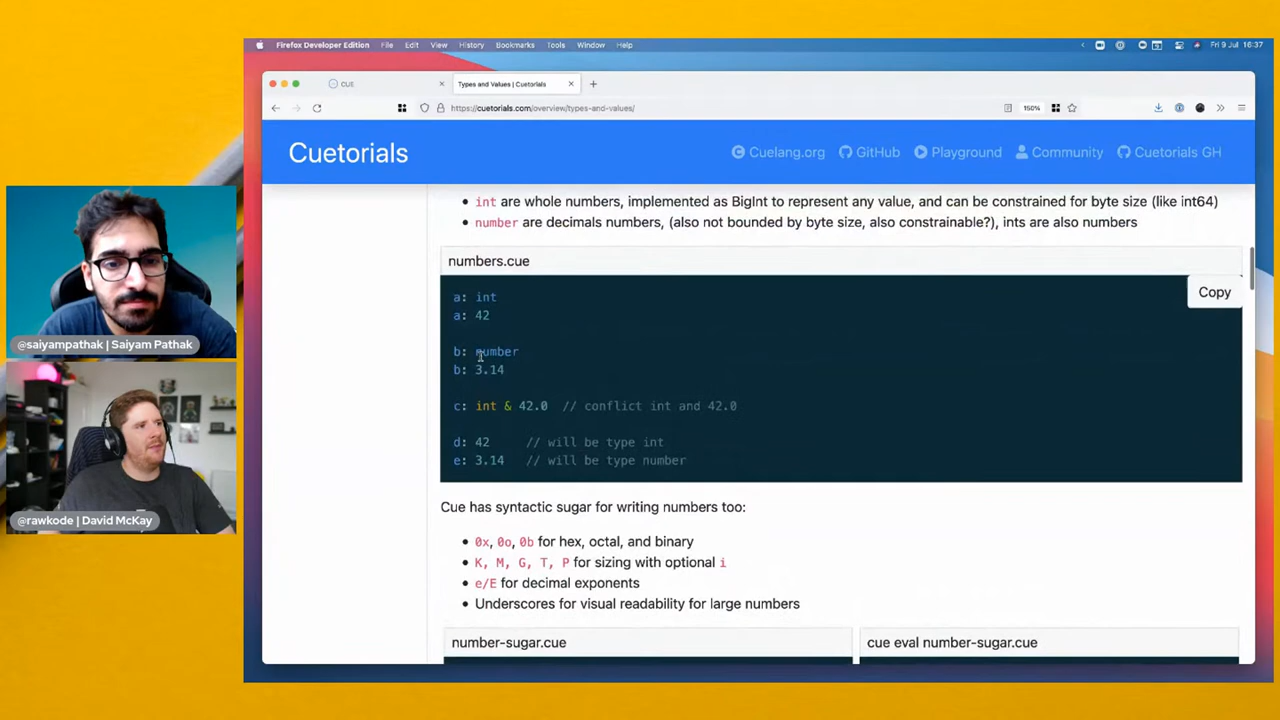 Firefox Developer Edition File Edit View History Bookmarks Tools Window Help
Fri 9 Jul 16:37
CUE
Types and Values | Cuetorials
https://cuetorials.com/overview/types-and-values/
150%
Cuetorials
Cuelang.org GitHub Playground Community Cuetorials GH
int are whole numbers, implemented as BigInt to represent any value, and can be constrained for byte size (like int64)
number are decimals numbers, (also not bounded by byte size, also constrainable?), ints are also numbers
numbers.cue
Copy
a: int
a: 42
b: number
b: 3.14
c: int & 42.0 // conflict int and 42.0
d: 42 // will be type int
e: 3.14 // will be type number
Cue has syntactic sugar for writing numbers too:
0x, 0o, 0b for hex, octal, and binary
K, M, G, T, P for sizing with optional i
e/E for decimal exponents
Underscores for visual readability for large numbers
number-sugar.cue
cue eval number-sugar.cue
@saiyampathak | Saiyam Pathak
@rawkode | David McKay